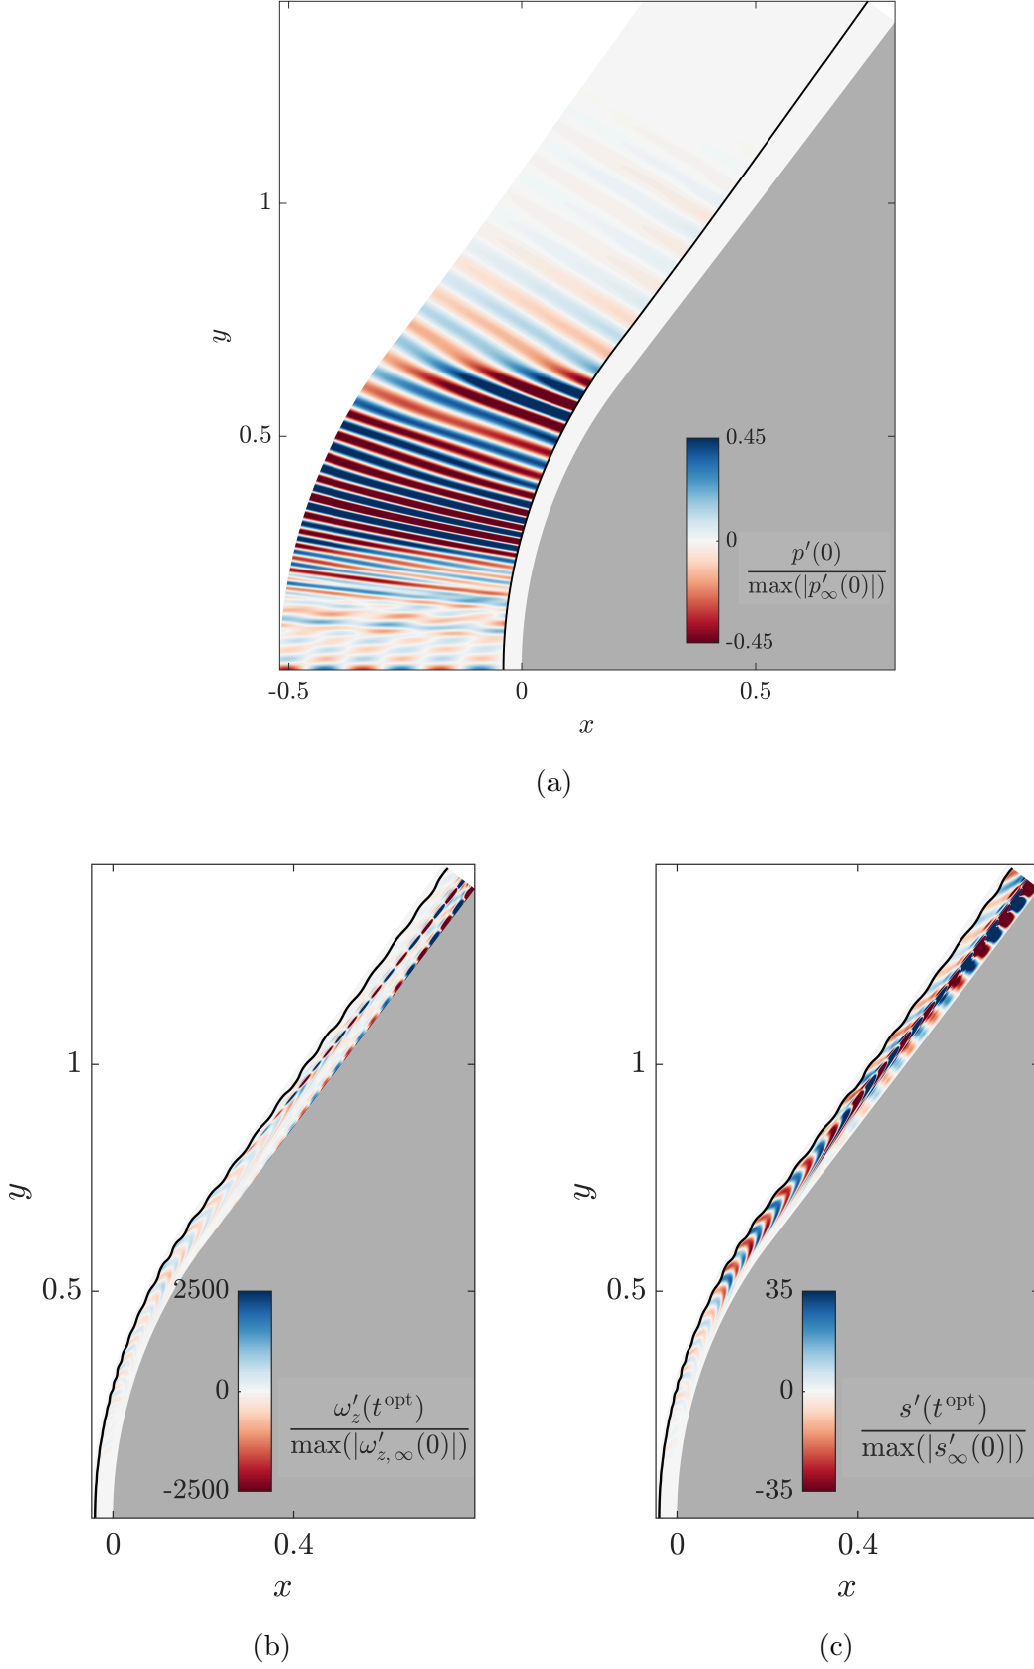 1
y
0.5
0.45
0
p′(0)
max(|p′∞(0)|)
-0.45
-0.5 0 0.5
x
(a)
1
y
0.5
2500
0
ω′z(t^opt)
max(|ω′z,∞(0)|)
-2500
0 0.4
x
(b)
1
y
0.5
35
0
s′(t^opt)
max(|s′∞(0)|)
-35
0 0.4
x
(c)